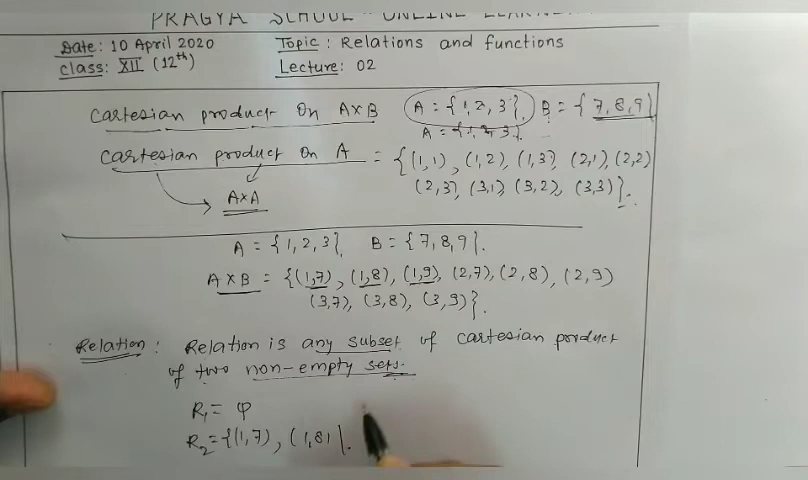 PRAGYA SCHOOL ONLINE
Date: 10 April 2020 Topic: Relations and functions
class: XII (12th) Lecture: 02
Cartesian product On A×B A = {1,2,3}, B = {7,8,9}
A = {1,2,3}.
Cartesian product On A = {(1,1), (1,2), (1,3), (2,1), (2,2)
(2,3), (3,1), (3,2), (3,3)}.
A×A
A = {1,2,3}, B = {7,8,9}.
A×B = {(1,7), (1,8), (1,9), (2,7), (2,8), (2,9)
(3,7), (3,8), (3,9)}.
Relation: Relation is any subset of cartesian product
of two non-empty sets.
R₁ = φ
R₂ = {(1,7), (1,8)}.